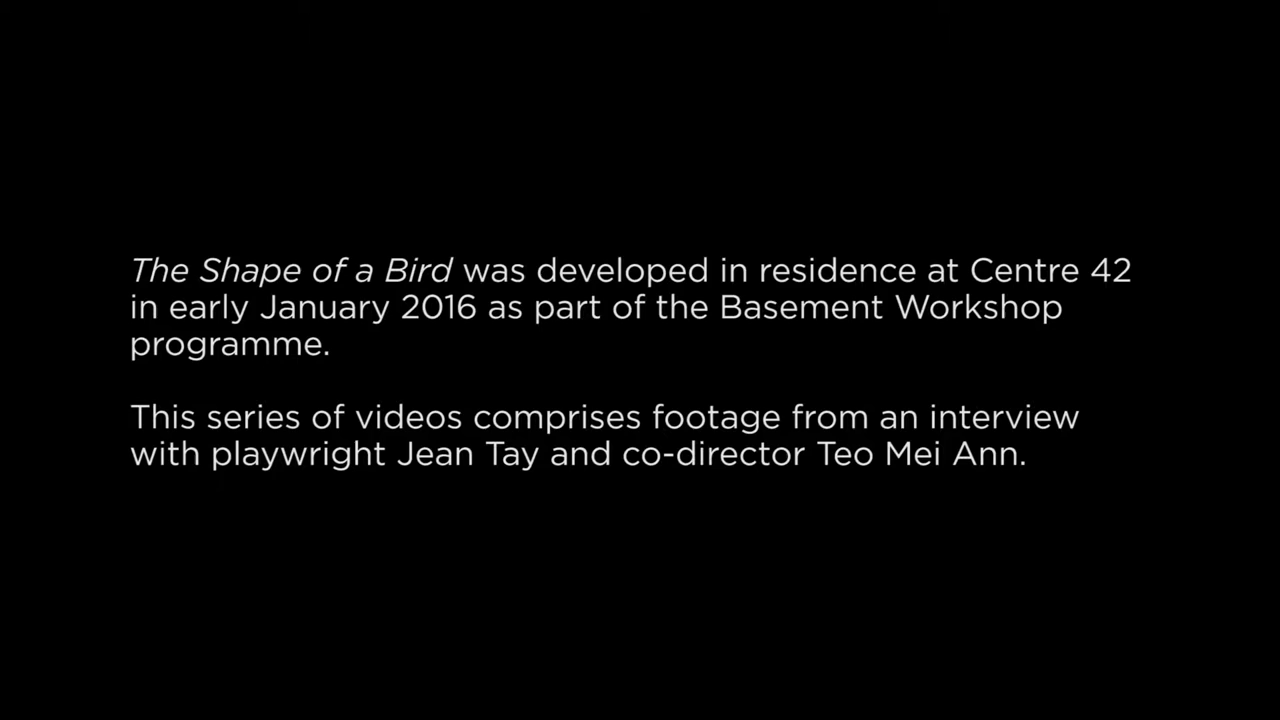 The Shape of a Bird was developed in residence at Centre 42
in early January 2016 as part of the Basement Workshop
programme.
This series of videos comprises footage from an interview
with playwright Jean Tay and co-director Teo Mei Ann.